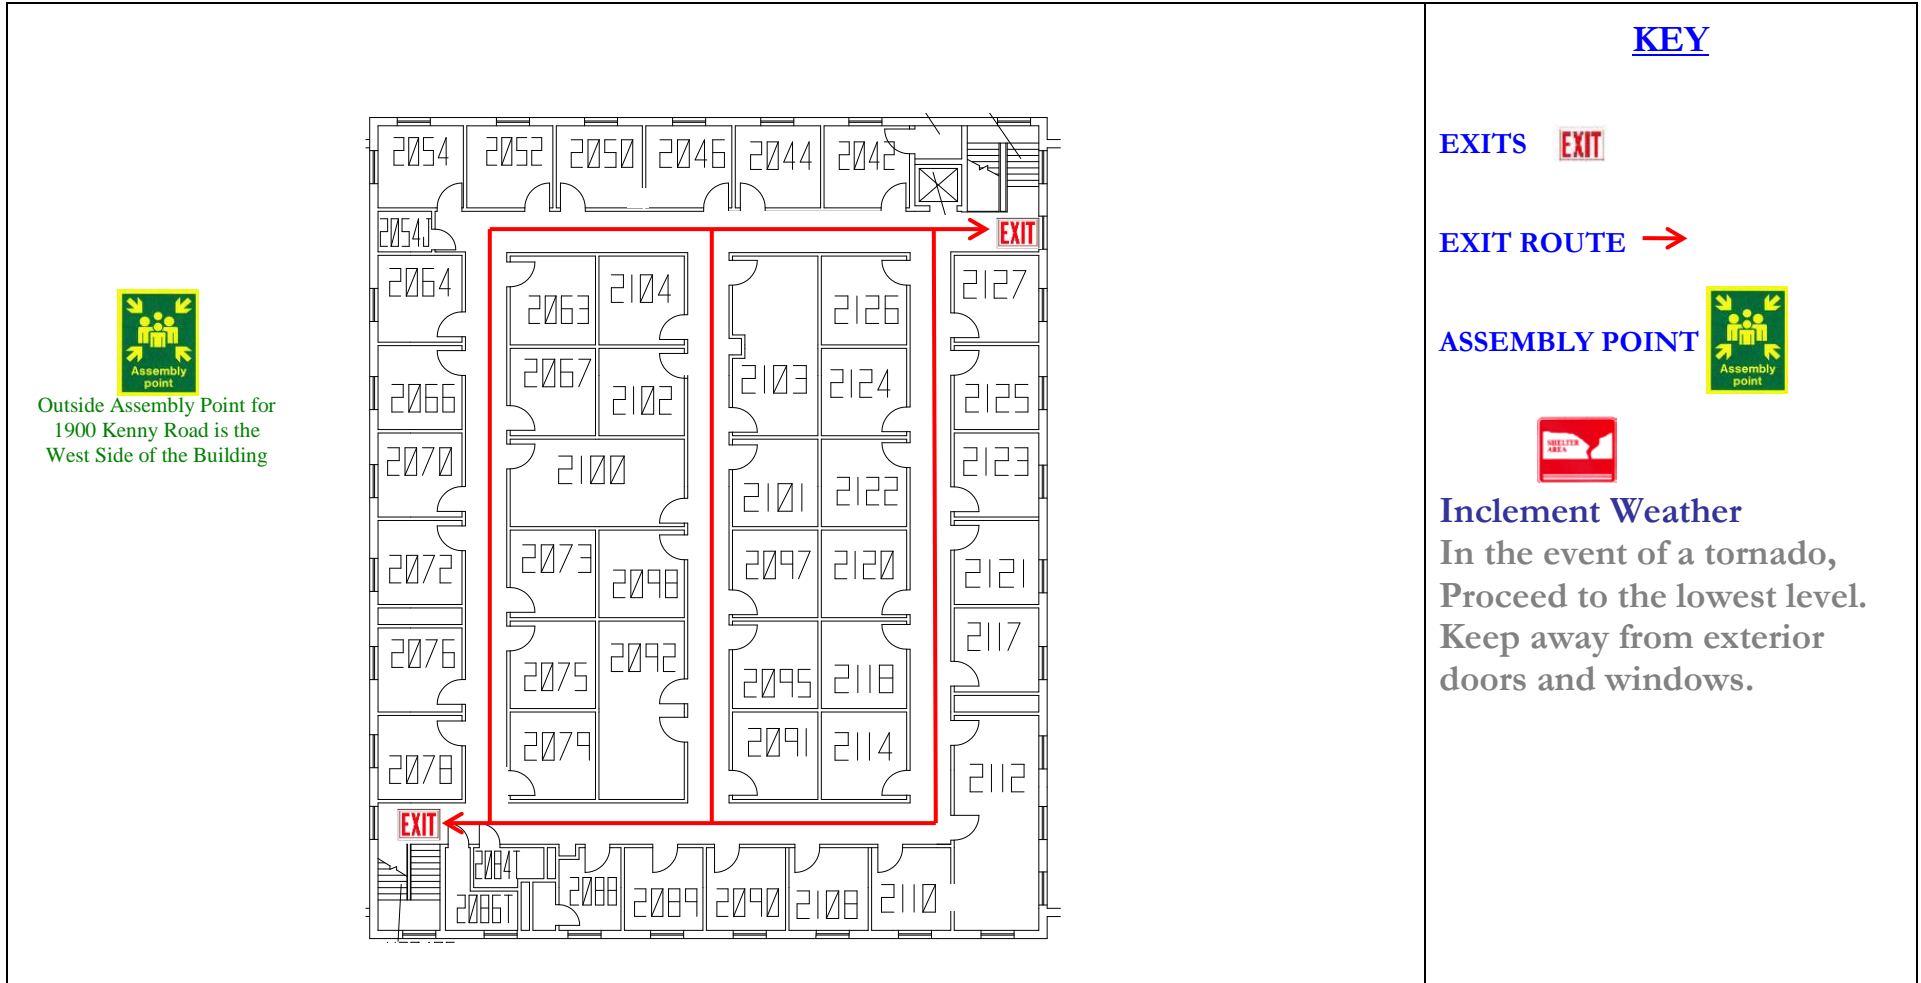 2054
2052
2050
2046
2044
2042
2054J
EXIT
2064
2063
2104
2126
2127
2066
2067
2102
2103
2124
2125
2070
2100
2101
2122
2123
2072
2073
2098
2097
2120
2121
2076
2075
2092
2095
2118
2117
2078
2079
2091
2114
2112
EXIT
2084T
2086T
2088
2089
2090
2108
2110
Assembly
point
Outside Assembly Point for
1900 Kenny Road is the
West Side of the Building
KEY
EXITS EXIT
EXIT ROUTE
ASSEMBLY POINT
Assembly
point
SHELTER
AREA
Inclement Weather
In the event of a tornado,
Proceed to the lowest level.
Keep away from exterior
doors and windows.